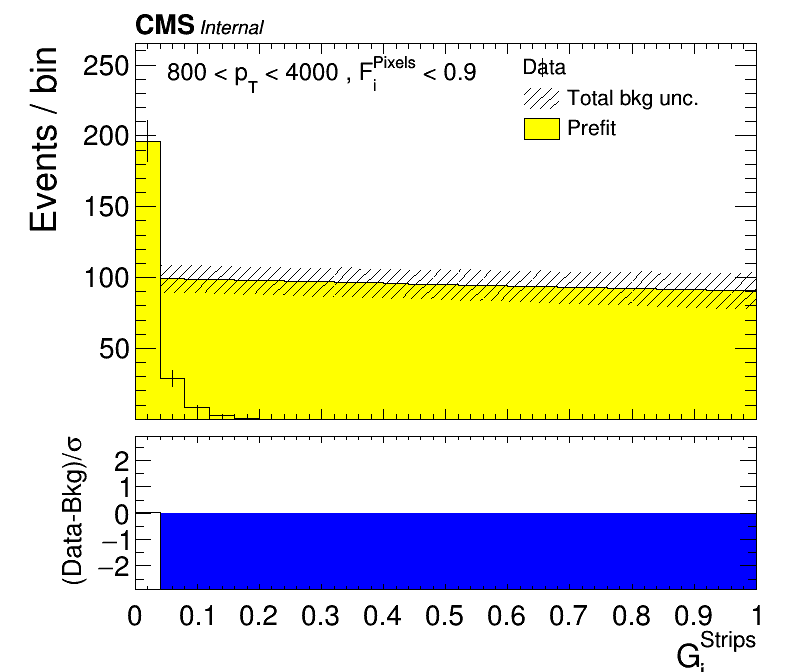 CMS Internal
Events / bin
250
200
150
100
50
800 < p_T < 4000 , F_i^Pixels < 0.9
Data
Total bkg unc.
Prefit
(Data-Bkg)/σ
2
1
0
−1
−2
0 0.1 0.2 0.3 0.4 0.5 0.6 0.7 0.8 0.9 1
G_i^Strips